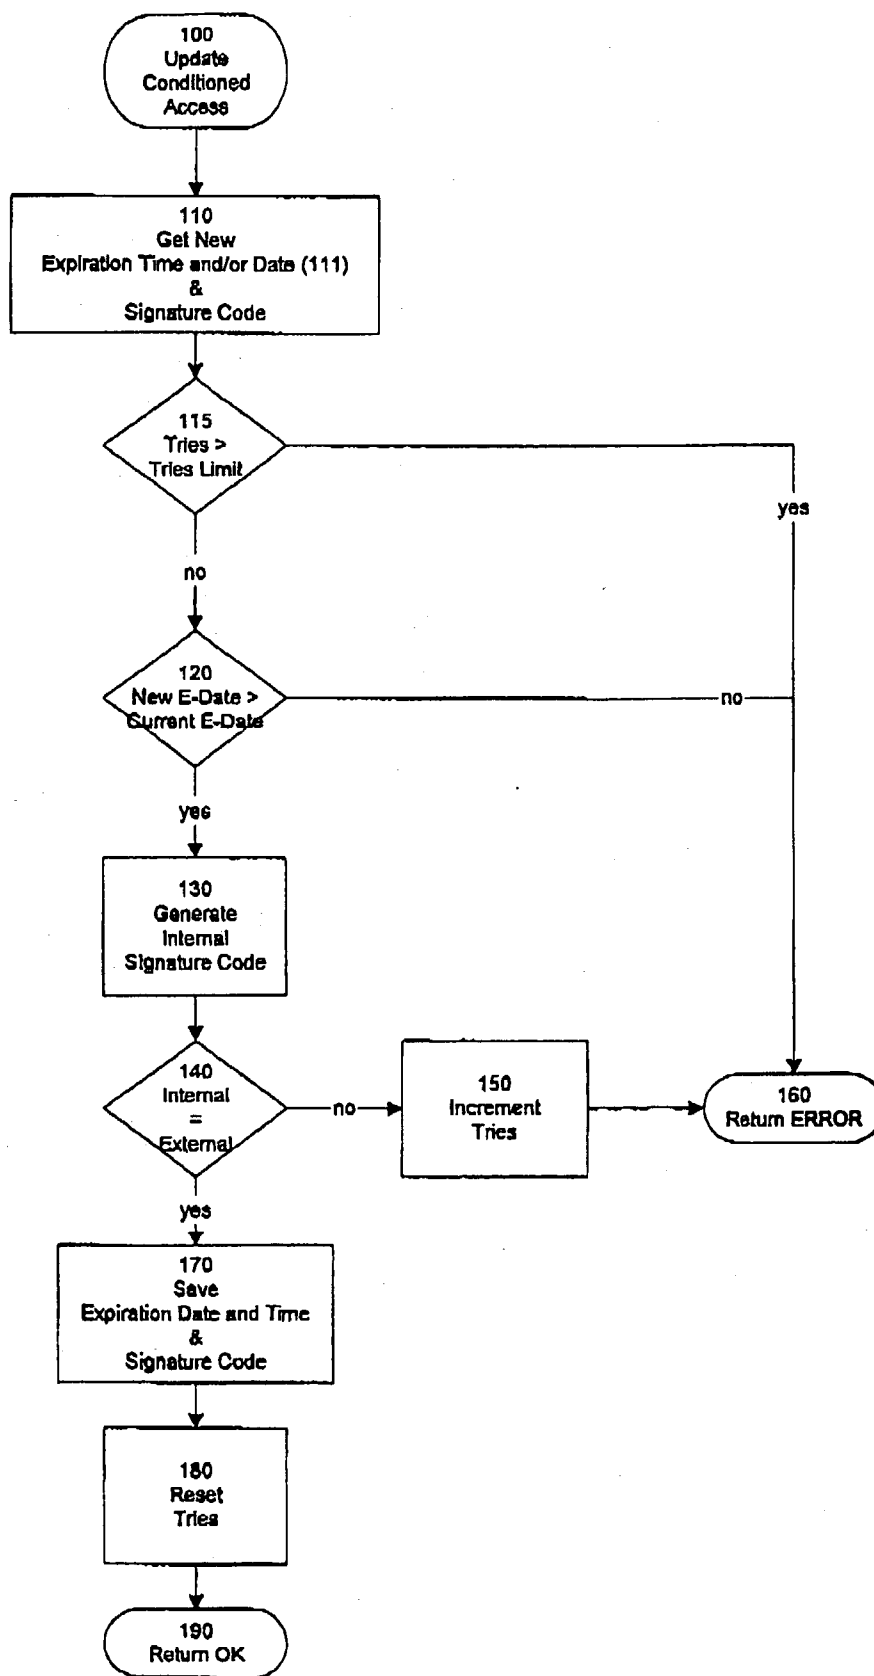 100
Update
Conditioned
Access
110
Get New
Expiration Time and/or Date (111)
&
Signature Code
115
Tries >
Tries Limit
yes
no
120
New E-Date >
Current E-Date
no
yes
130
Generate
Internal
Signature Code
140
Internal
=
External
no
150
Increment
Tries
160
Return ERROR
yes
170
Save
Expiration Date and Time
&
Signature Code
180
Reset
Tries
190
Return OK